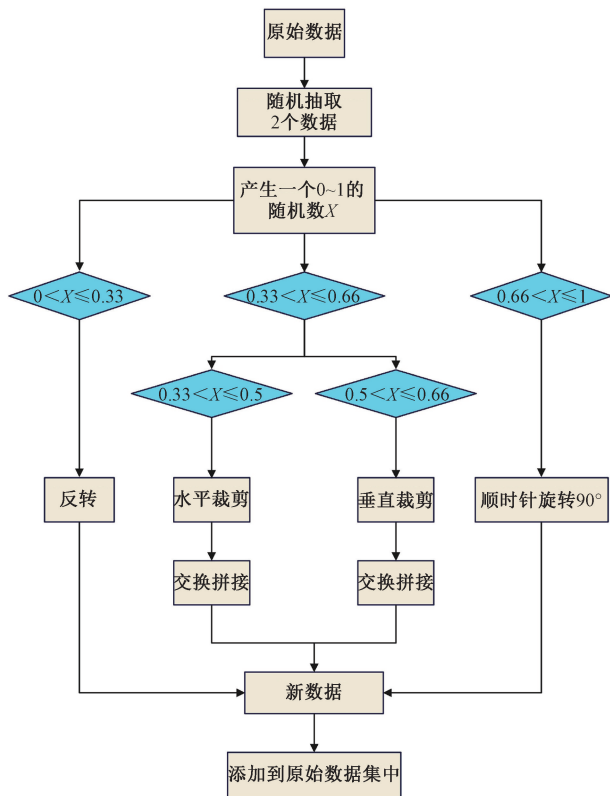 原始数据
随机抽取
2个数据
产生一个0~1的
随机数X
0<X≤0.33
0.33<X≤0.66
0.66<X≤1
0.33<X≤0.5
0.5<X≤0.66
反转
水平裁剪
垂直裁剪
顺时针旋转90°
交换拼接
交换拼接
新数据
添加到原始数据集中